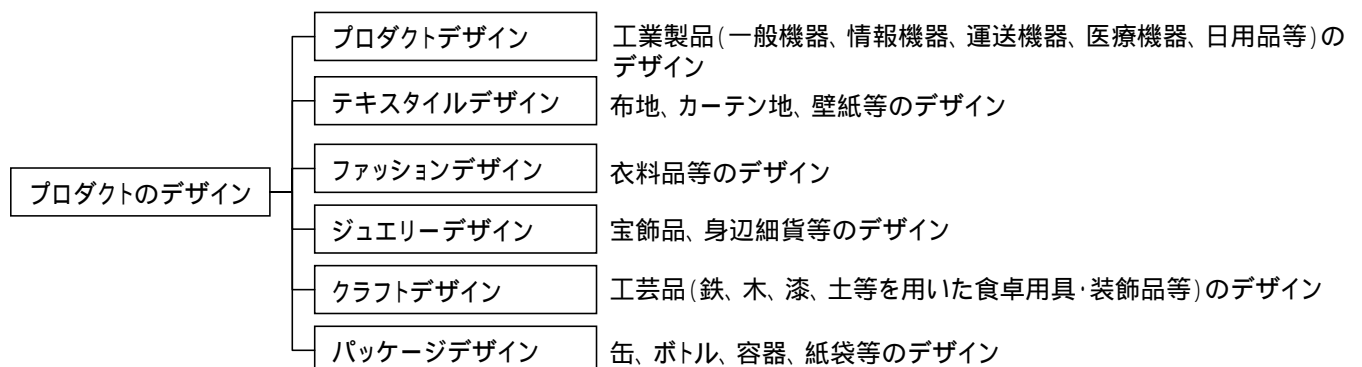 プロダクトデザイン
工業製品(一般機器、情報機器、運送機器、医療機器、日用品等)の
デザイン
テキスタイルデザイン
布地、カーテン地、壁紙等のデザイン
ファッションデザイン
衣料品等のデザイン
プロダクトのデザイン
ジュエリーデザイン
宝飾品、身辺細貨等のデザイン
クラフトデザイン
工芸品(鉄、木、漆、土等を用いた食卓用具・装飾品等)のデザイン
パッケージデザイン
缶、ボトル、容器、紙袋等のデザイン